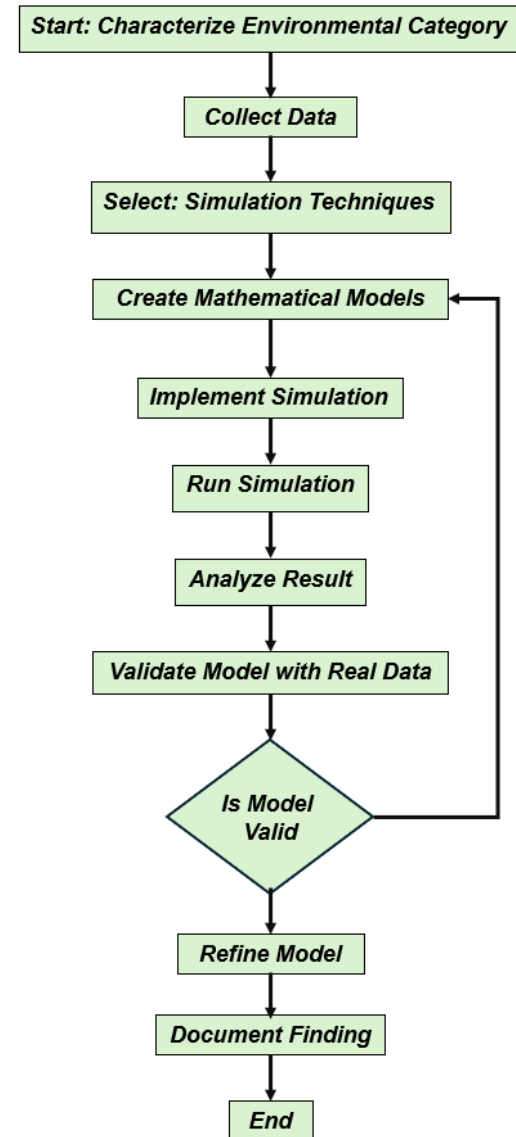 Start: Characterize Environmental Category
Collect Data
Select: Simulation Techniques
Create Mathematical Models
Implement Simulation
Run Simulation
Analyze Result
Validate Model with Real Data
Is Model
Valid
Refine Model
Document Finding
End